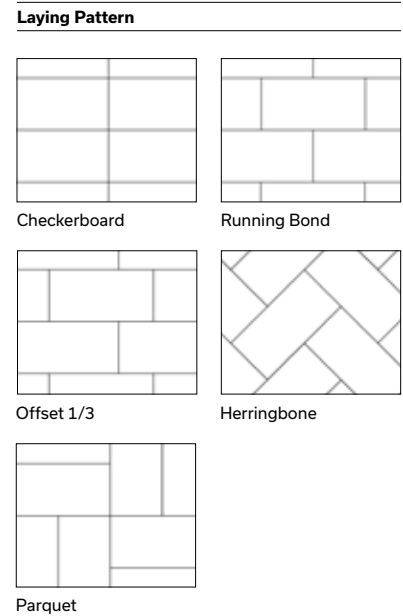 Laying Pattern
Checkerboard
Running Bond
Offset 1/3
Herringbone
Parquet